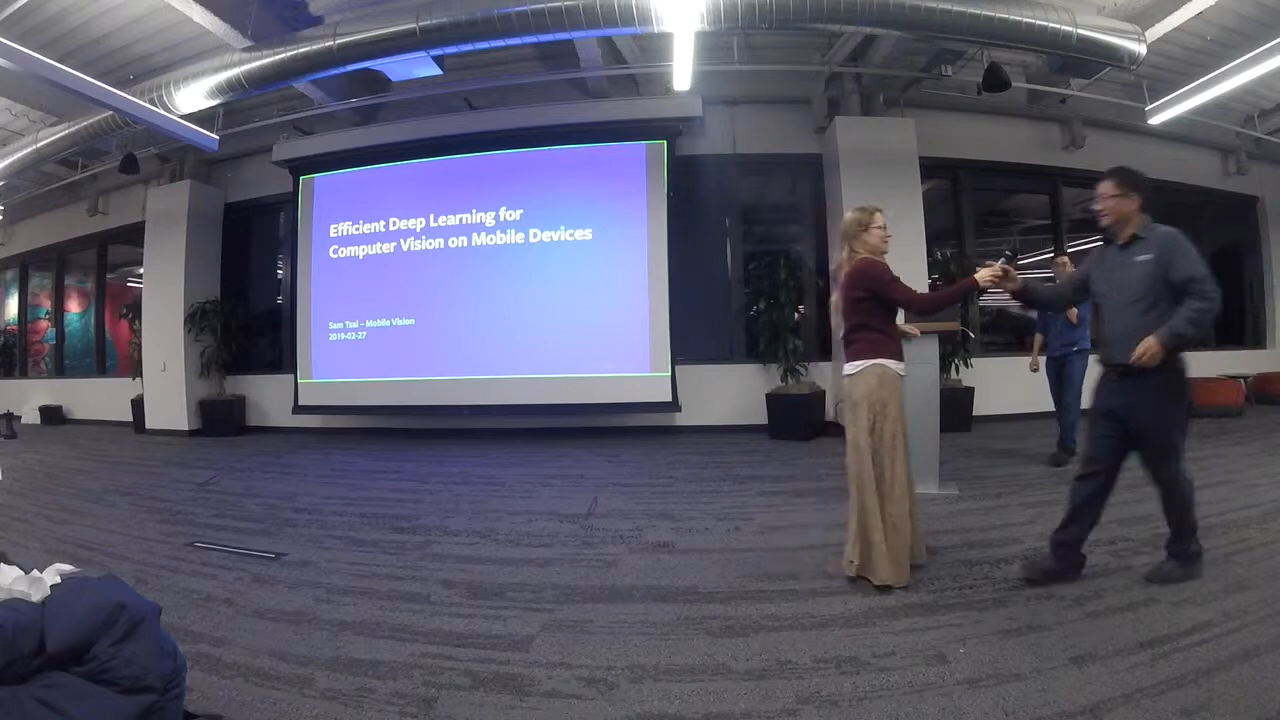 Efficient Deep Learning for
Computer Vision on Mobile Devices
Sam Tsai – Mobile Vision
2019-02-27